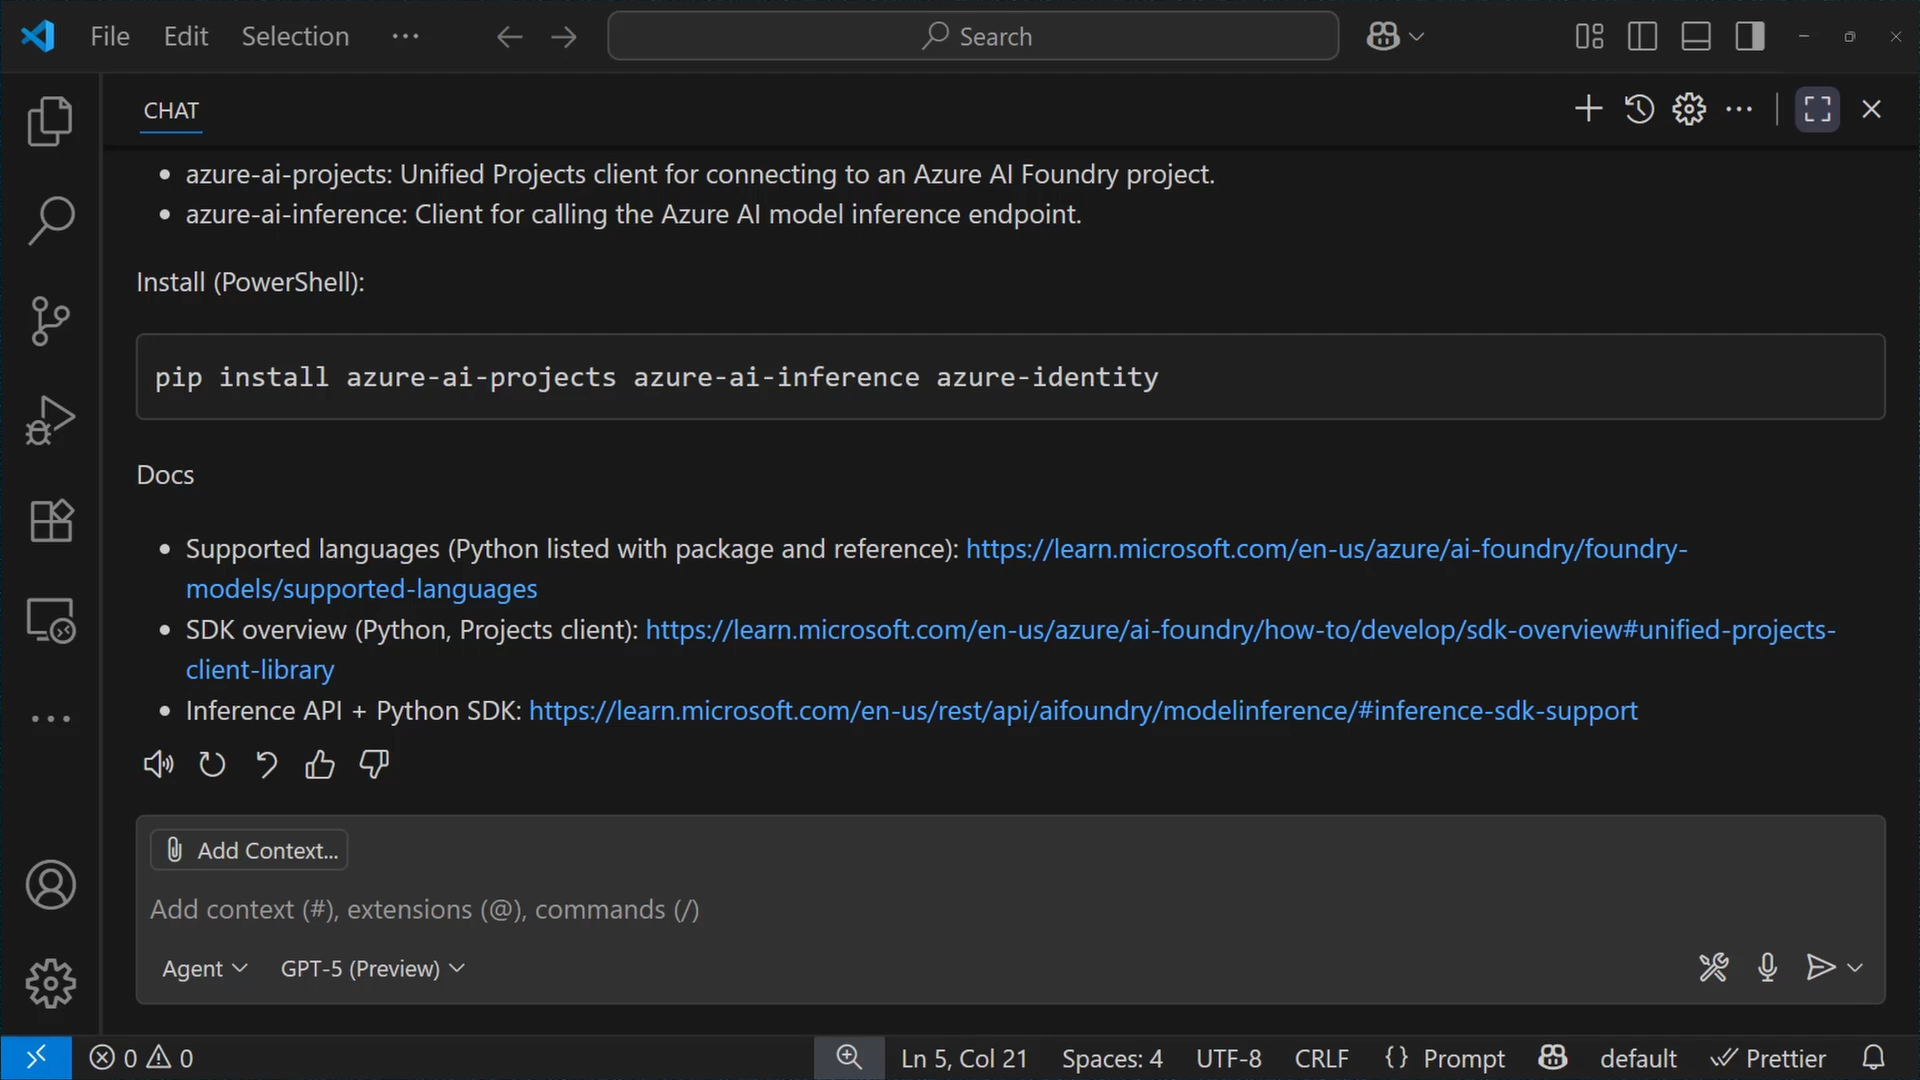 File Edit Selection ··· Search
CHAT
• azure-ai-projects: Unified Projects client for connecting to an Azure AI Foundry project.
• azure-ai-inference: Client for calling the Azure AI model inference endpoint.
Install (PowerShell):
pip install azure-ai-projects azure-ai-inference azure-identity
Docs
• Supported languages (Python listed with package and reference): https://learn.microsoft.com/en-us/azure/ai-foundry/foundry-
models/supported-languages
• SDK overview (Python, Projects client): https://learn.microsoft.com/en-us/azure/ai-foundry/how-to/develop/sdk-overview#unified-projects-
client-library
• Inference API + Python SDK: https://learn.microsoft.com/en-us/rest/api/aifoundry/modelinference/#inference-sdk-support
Add Context...
Add context (#), extensions (@), commands (/)
Agent GPT-5 (Preview)
0 0 Ln 5, Col 21 Spaces: 4 UTF-8 CRLF {} Prompt default Prettier